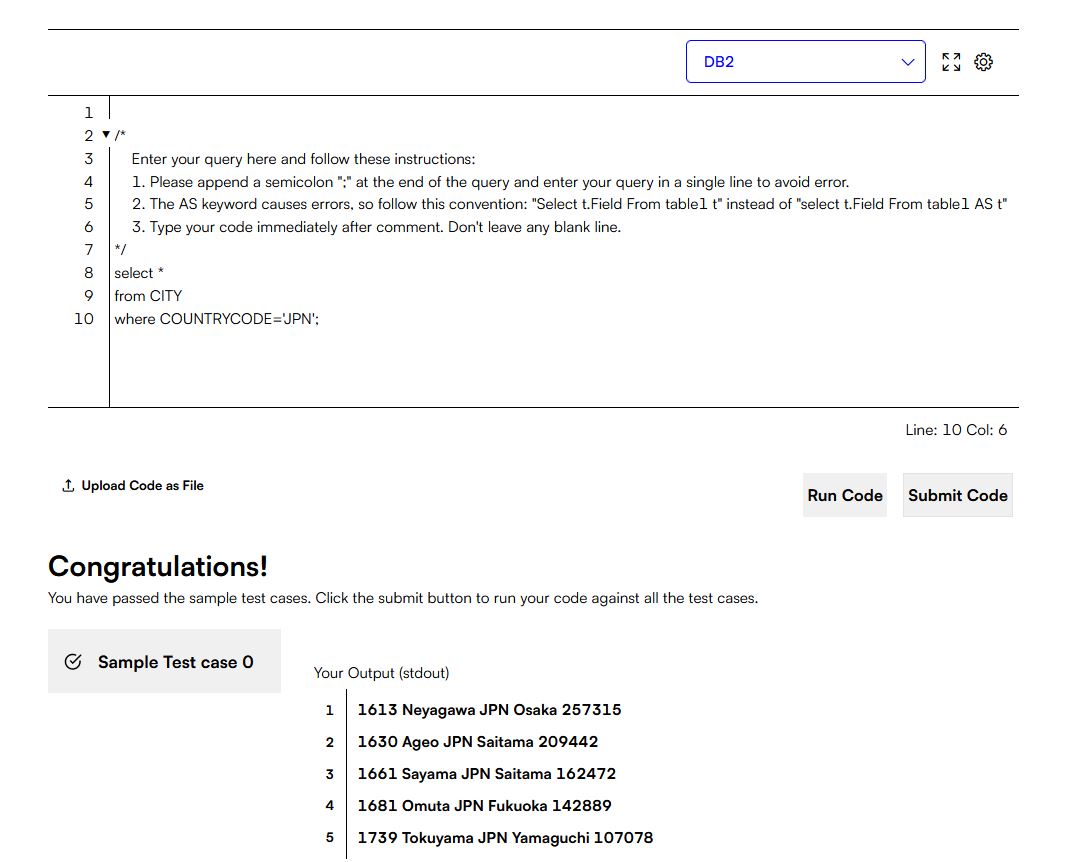 DB2
1
2 /*
3 Enter your query here and follow these instructions:
4 1. Please append a semicolon ";" at the end of the query and enter your query in a single line to avoid error.
5 2. The AS keyword causes errors, so follow this convention: "Select t.Field From table1 t" instead of "select t.Field From table1 AS t"
6 3. Type your code immediately after comment. Don't leave any blank line.
7 */
8 select *
9 from CITY
10 where COUNTRYCODE='JPN';
Line: 10 Col: 6
Upload Code as File
Run Code
Submit Code
Congratulations!
You have passed the sample test cases. Click the submit button to run your code against all the test cases.
Sample Test case 0
Your Output (stdout)
1 1613 Neyagawa JPN Osaka 257315
2 1630 Ageo JPN Saitama 209442
3 1661 Sayama JPN Saitama 162472
4 1681 Omuta JPN Fukuoka 142889
5 1739 Tokuyama JPN Yamaguchi 107078